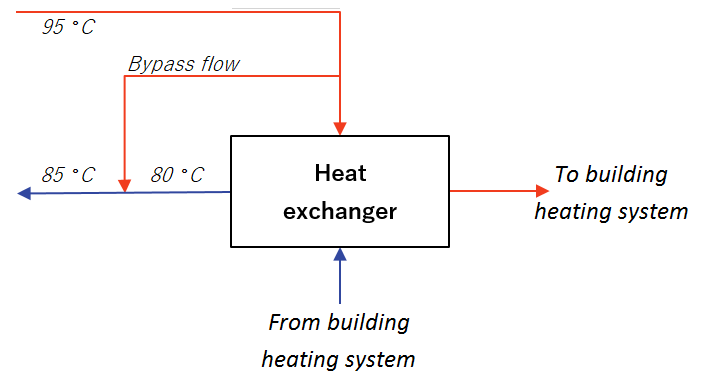 95 °C
Bypass flow
85 °C
80 °C
Heat
exchanger
To building
heating system
From building
heating system